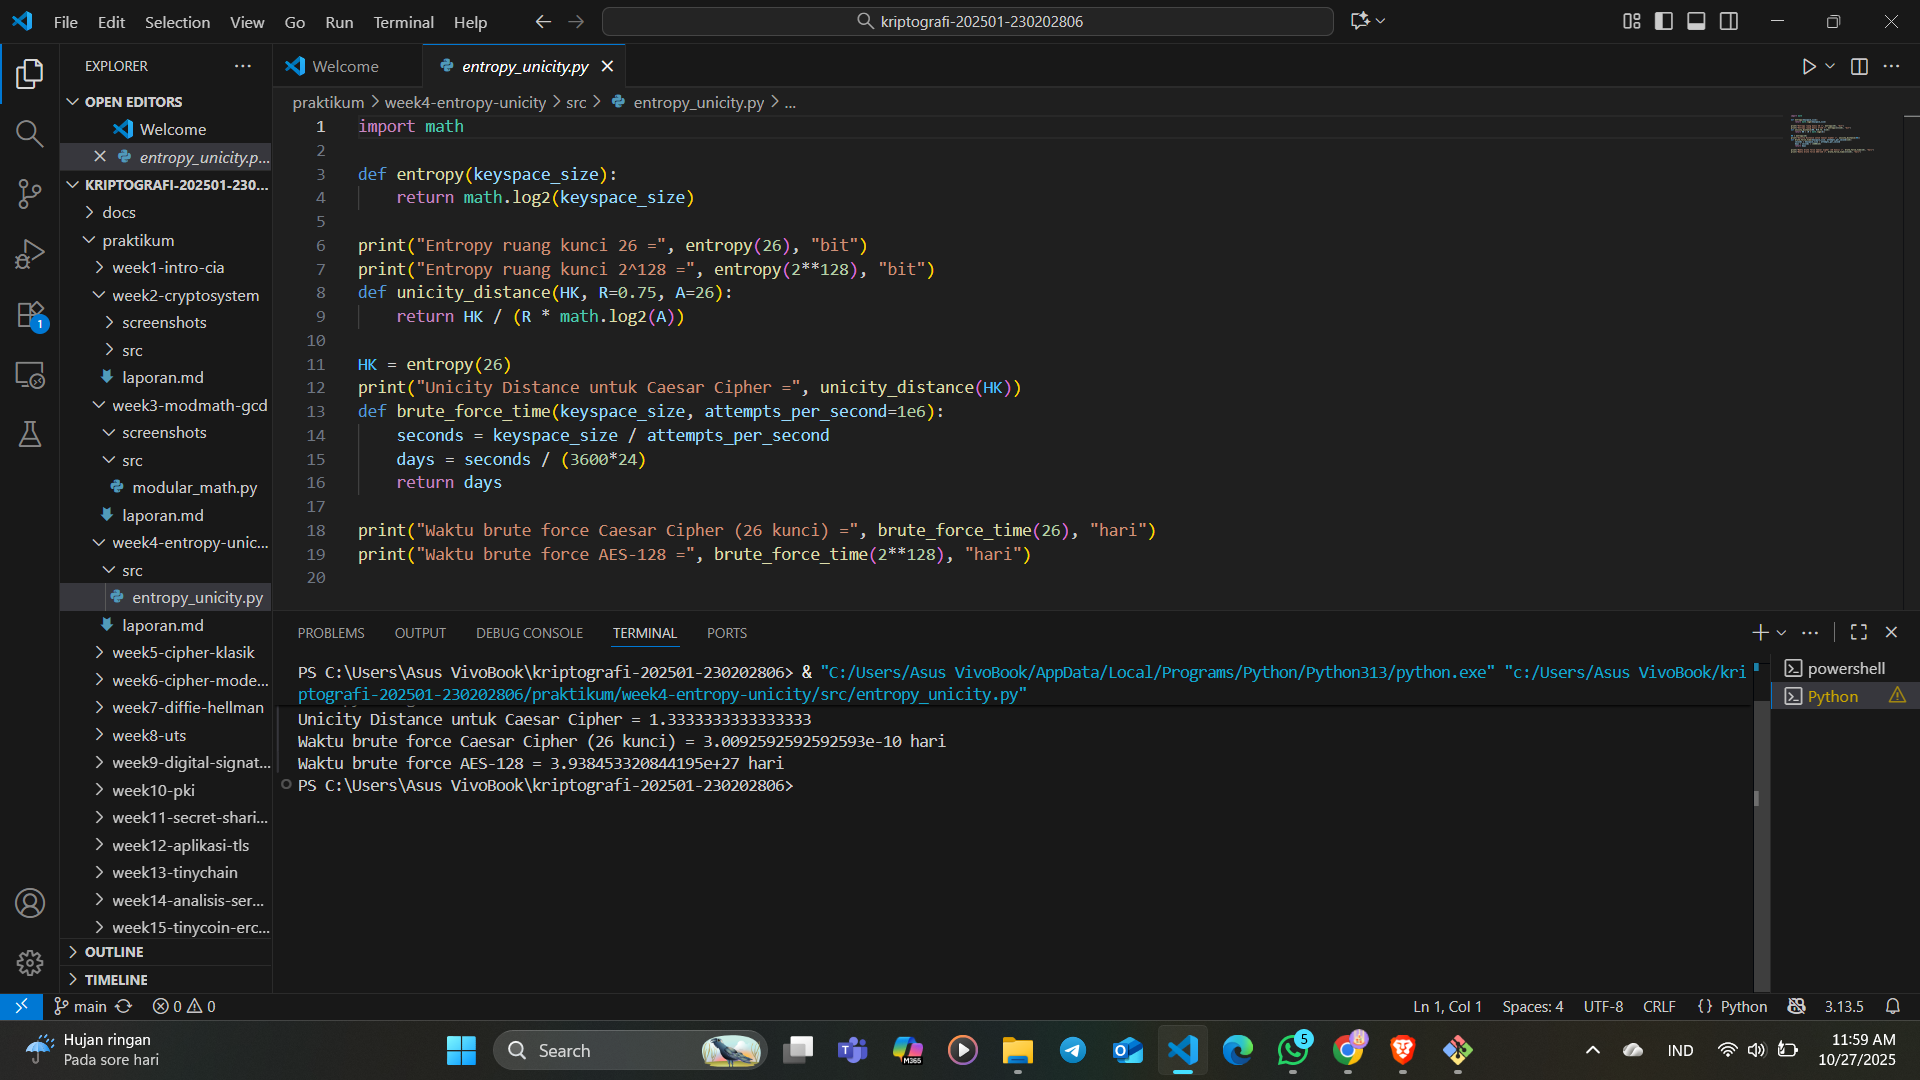 File Edit Selection View Go Run Terminal Help
kriptografi-202501-230202806
EXPLORER
OPEN EDITORS
Welcome
entropy_unicity.p...
KRIPTOGRAFI-202501-230...
docs
praktikum
week1-intro-cia
week2-cryptosystem
screenshots
src
laporan.md
week3-modmath-gcd
screenshots
src
modular_math.py
laporan.md
week4-entropy-unic...
src
entropy_unicity.py
laporan.md
week5-cipher-klasik
week6-cipher-mode...
week7-diffie-hellman
week8-uts
week9-digital-signat...
week10-pki
week11-secret-shari...
week12-aplikasi-tls
week13-tinychain
week14-analisis-ser...
week15-tinycoin-erc...
OUTLINE
TIMELINE
1
Welcome entropy_unicity.py
praktikum > week4-entropy-unicity > src > entropy_unicity.py > ...
1 import math
2
3 def entropy(keyspace_size):
4     return math.log2(keyspace_size)
5
6 print("Entropy ruang kunci 26 =", entropy(26), "bit")
7 print("Entropy ruang kunci 2^128 =", entropy(2**128), "bit")
8 def unicity_distance(HK, R=0.75, A=26):
9     return HK / (R * math.log2(A))
10
11 HK = entropy(26)
12 print("Unicity Distance untuk Caesar Cipher =", unicity_distance(HK))
13 def brute_force_time(keyspace_size, attempts_per_second=1e6):
14     seconds = keyspace_size / attempts_per_second
15     days = seconds / (3600*24)
16     return days
17
18 print("Waktu brute force Caesar Cipher (26 kunci) =", brute_force_time(26), "hari")
19 print("Waktu brute force AES-128 =", brute_force_time(2**128), "hari")
20
PROBLEMS OUTPUT DEBUG CONSOLE TERMINAL PORTS
PS C:\Users\Asus VivoBook\kriptografi-202501-230202806> & "C:/Users/Asus VivoBook/AppData/Local/Programs/Python/Python313/python.exe" "c:/Users/Asus VivoBook/kri
ptografi-202501-230202806/praktikum/week4-entropy-unicity/src/entropy_unicity.py"
Unicity Distance untuk Caesar Cipher = 1.3333333333333333
Waktu brute force Caesar Cipher (26 kunci) = 3.0092592592592593e-10 hari
Waktu brute force AES-128 = 3.938453320844195e+27 hari
PS C:\Users\Asus VivoBook\kriptografi-202501-230202806>
powershell
Python
main 0 0
Ln 1, Col 1 Spaces: 4 UTF-8 CRLF {} Python 3.13.5
Hujan ringan
Pada sore hari
Search
M365
5
IND
11:59 AM
10/27/2025